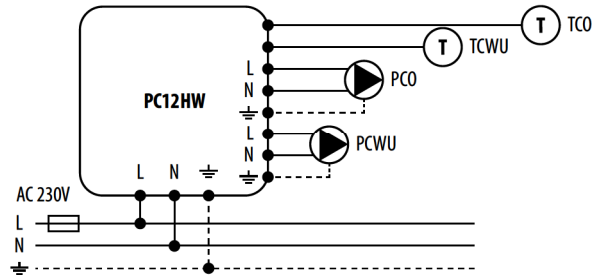 T TCO
T TCWU
L
N PCO
PC12HW
L
N PCWU
L N
AC 230V
L
N